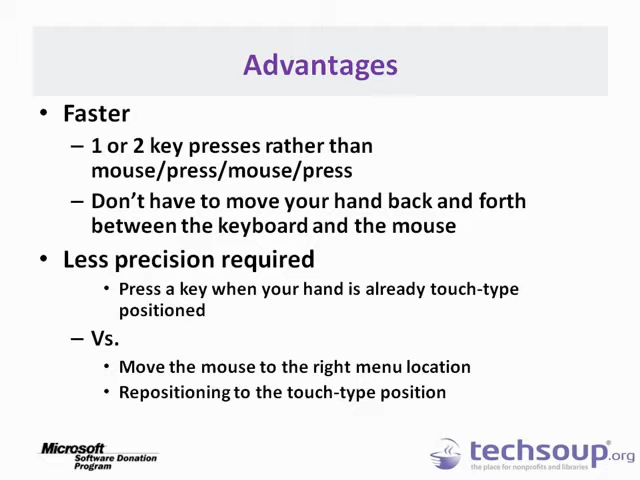 Advantages
• Faster
– 1 or 2 key presses rather than
mouse/press/mouse/press
– Don't have to move your hand back and forth
between the keyboard and the mouse
• Less precision required
• Press a key when your hand is already touch-type
positioned
– Vs.
• Move the mouse to the right menu location
• Repositioning to the touch-type position
Microsoft
Software Donation
Program
techsoup.org
the place for nonprofits and libraries